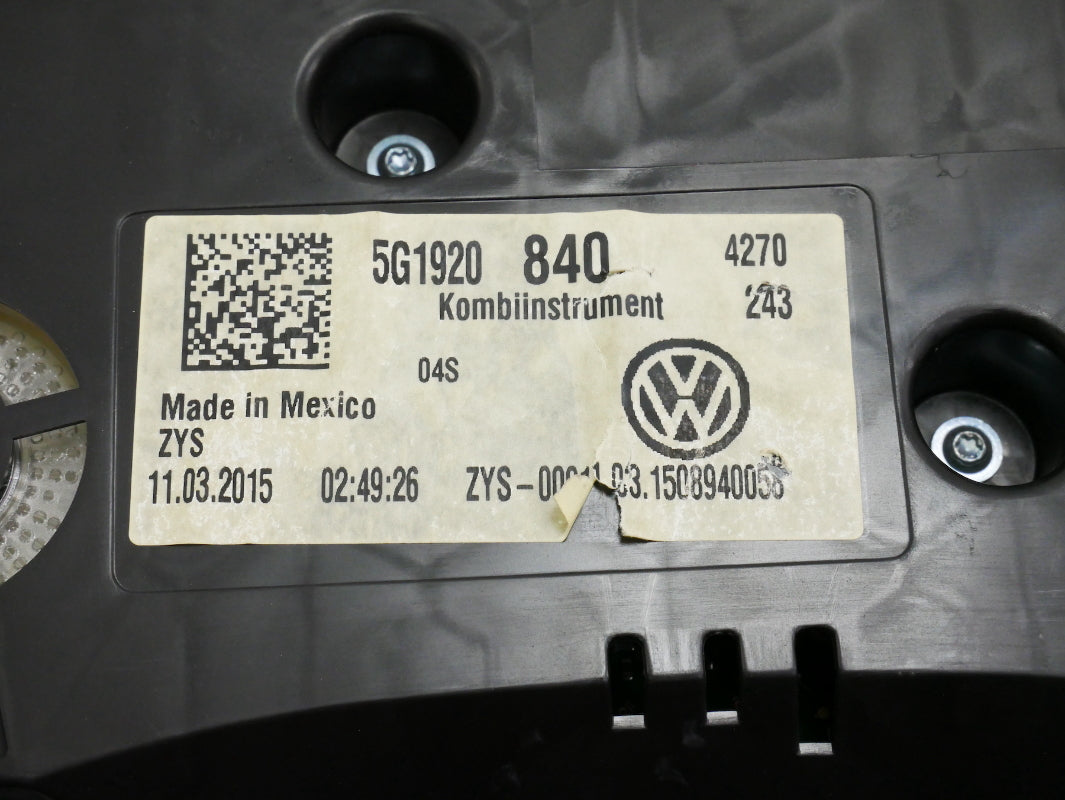 5G1920 840 4270
Kombiinstrument 243
04S
Made in Mexico
ZYS
11.03.2015 02:49:26